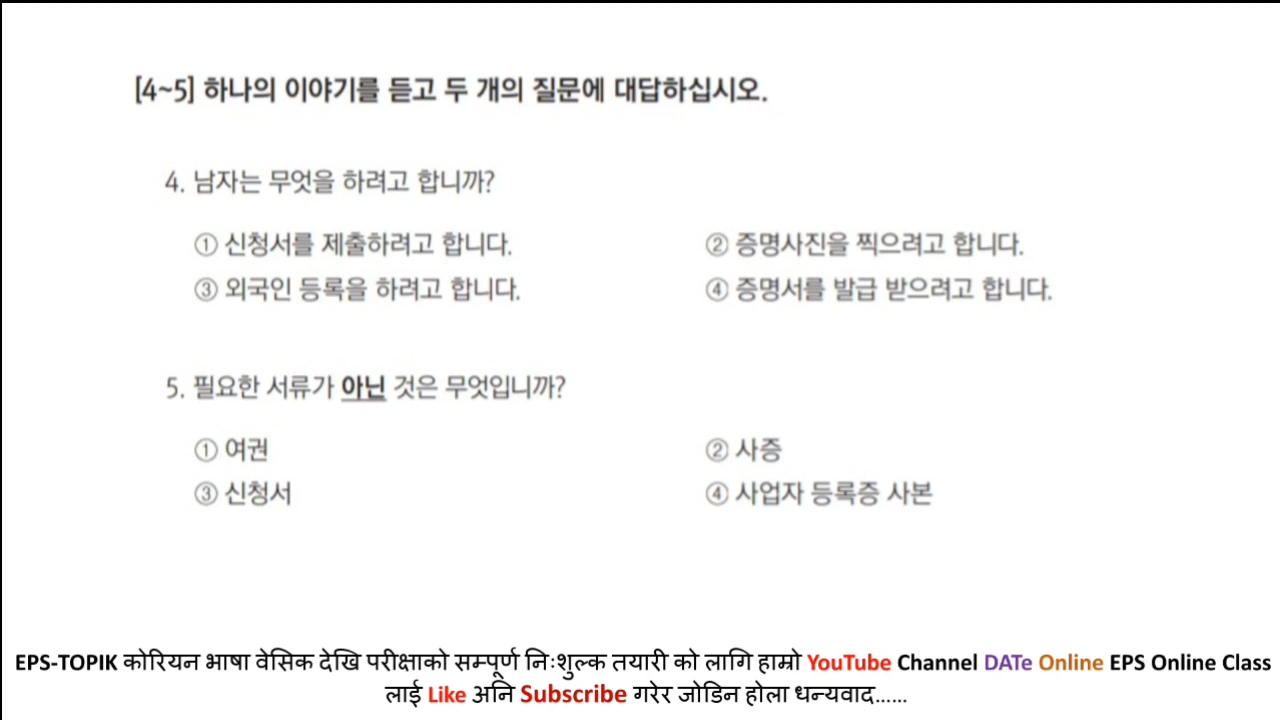 [4~5] 하나의 이야기를 듣고 두 개의 질문에 대답하십시오.
4. 남자는 무엇을 하려고 합니까?
① 신청서를 제출하려고 합니다. ② 증명사진을 찍으려고 합니다.
③ 외국인 등록을 하려고 합니다. ④ 증명서를 발급 받으려고 합니다.
5. 필요한 서류가 아닌 것은 무엇입니까?
① 여권 ② 사증
③ 신청서 ④ 사업자 등록증 사본
EPS-TOPIK कोरियन भाषा वेसिक देखि परीक्षाको सम्पूर्ण निःशुल्क तयारी को लागि हाम्रो YouTube Channel DATe Online EPS Online Class
लाई Like अनि Subscribe गरेर जोडिन होला धन्यवाद......